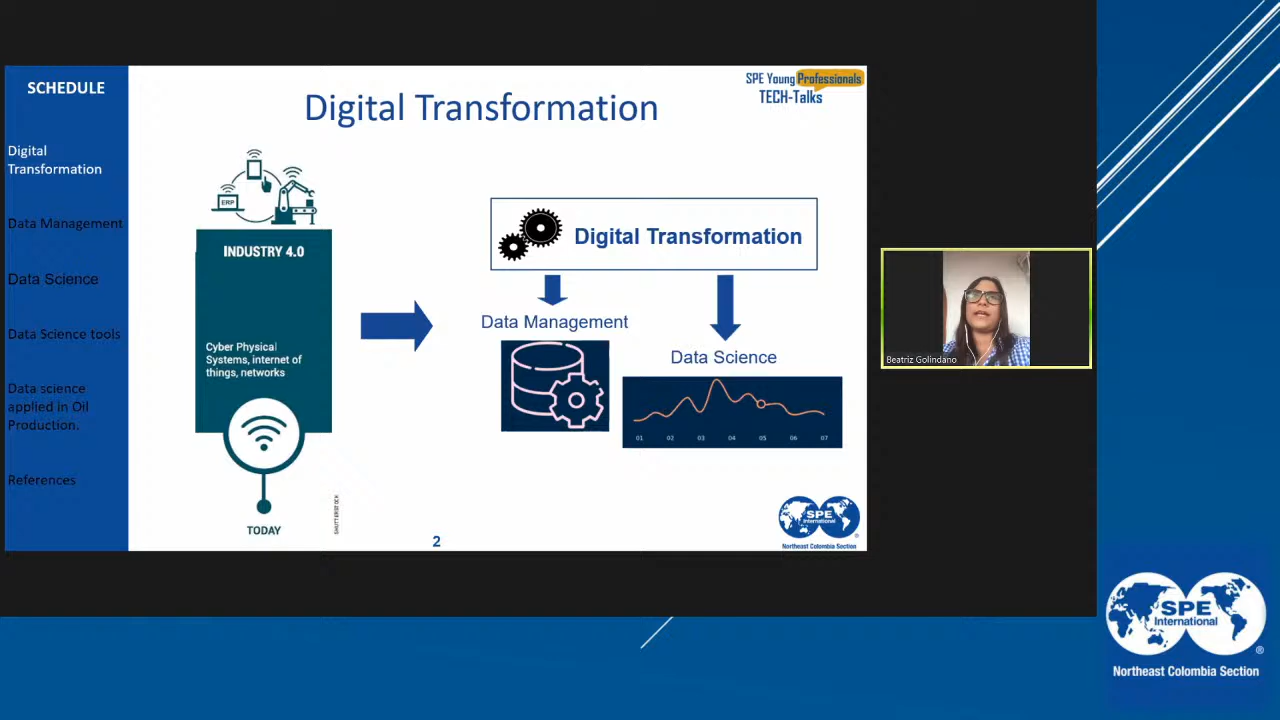 SCHEDULE
Digital
Transformation
Data Management
Data Science
Data Science tools
Data science
applied in Oil
Production.
References
Digital Transformation
SPE Young Professionals
TECH-Talks
ERP
INDUSTRY 4.0
Cyber Physical
Systems, internet of
things, networks
TODAY
SHUTTERSTOCK
Digital Transformation
Data Management
Data Science
01 02 03 04 05 06 07
2
SPE
International
®
Northeast Colombia Section
Beatriz Golindano
SPE
International
®
Northeast Colombia Section